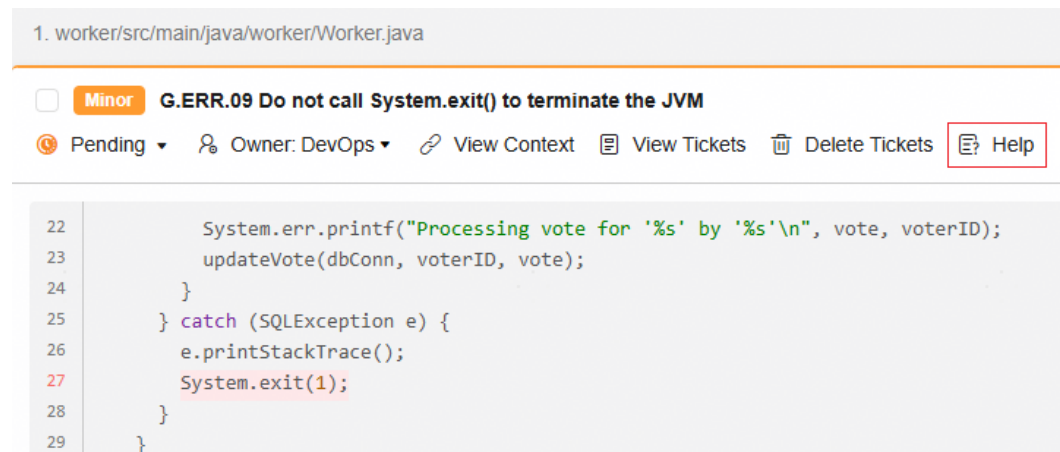 1. worker/src/main/java/worker/Worker.java
Minor G.ERR.09 Do not call System.exit() to terminate the JVM
Pending Owner: DevOps View Context View Tickets Delete Tickets Help
22 System.err.printf("Processing vote for '%s' by '%s'\n", vote, voterID);
23 updateVote(dbConn, voterID, vote);
24 }
25 } catch (SQLException e) {
26 e.printStackTrace();
27 System.exit(1);
28 }
29 }